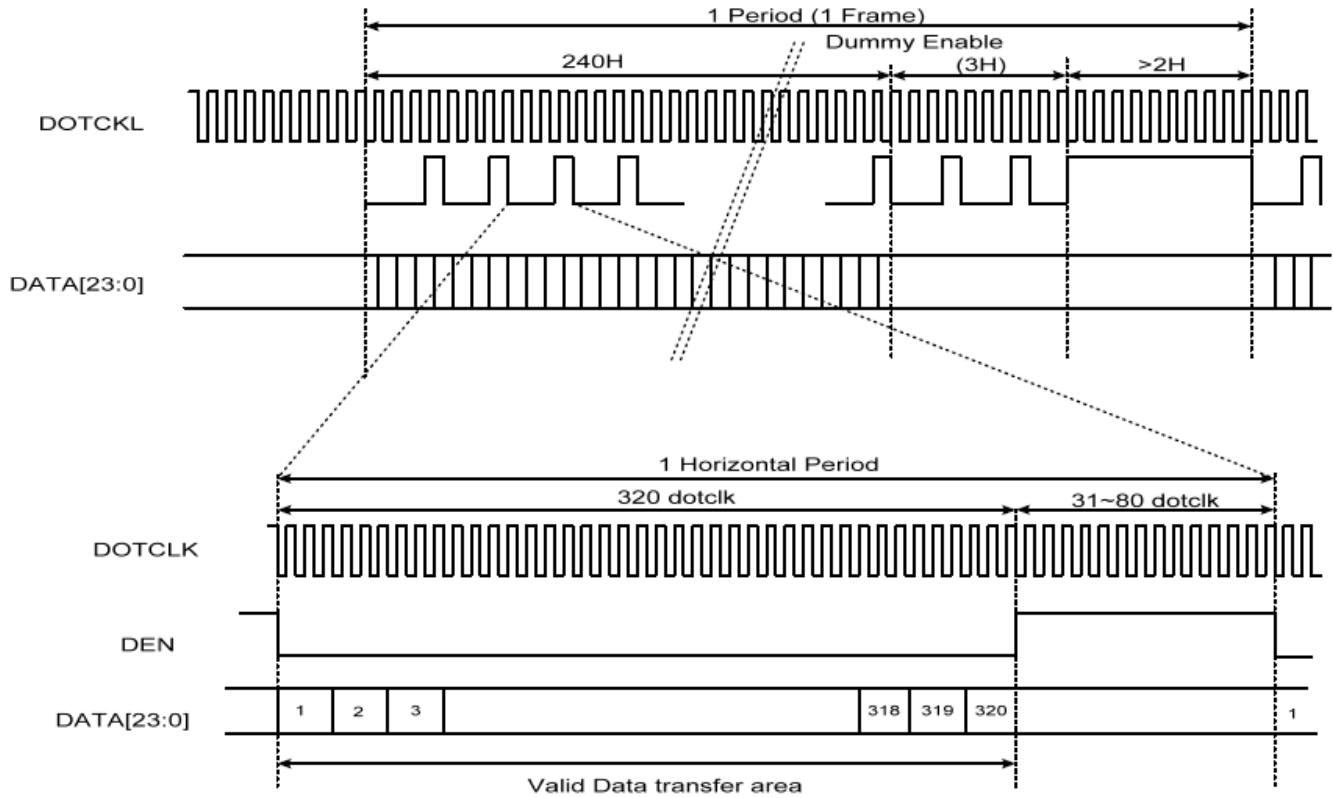 1 Period (1 Frame)
Dummy Enable
240H
(3H)
>2H
DOTCKL
DATA[23:0]
1 Horizontal Period
320 dotclk
31~80 dotclk
DOTCLK
DEN
DATA[23:0]
1
2
3
318
319
320
1
Valid Data transfer area